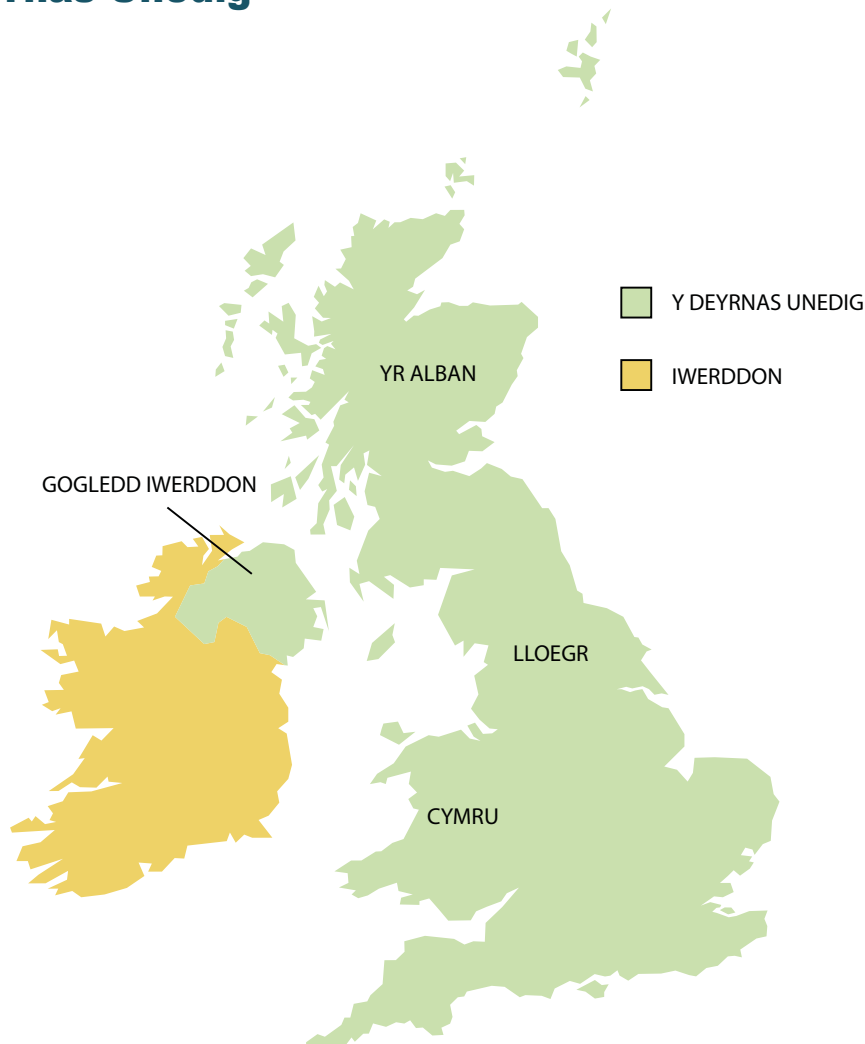 Y DEYRNAS UNEDIG
YR ALBAN
IWERDDON
GOGLEDD IWERDDON
LLOEGR
CYMRU